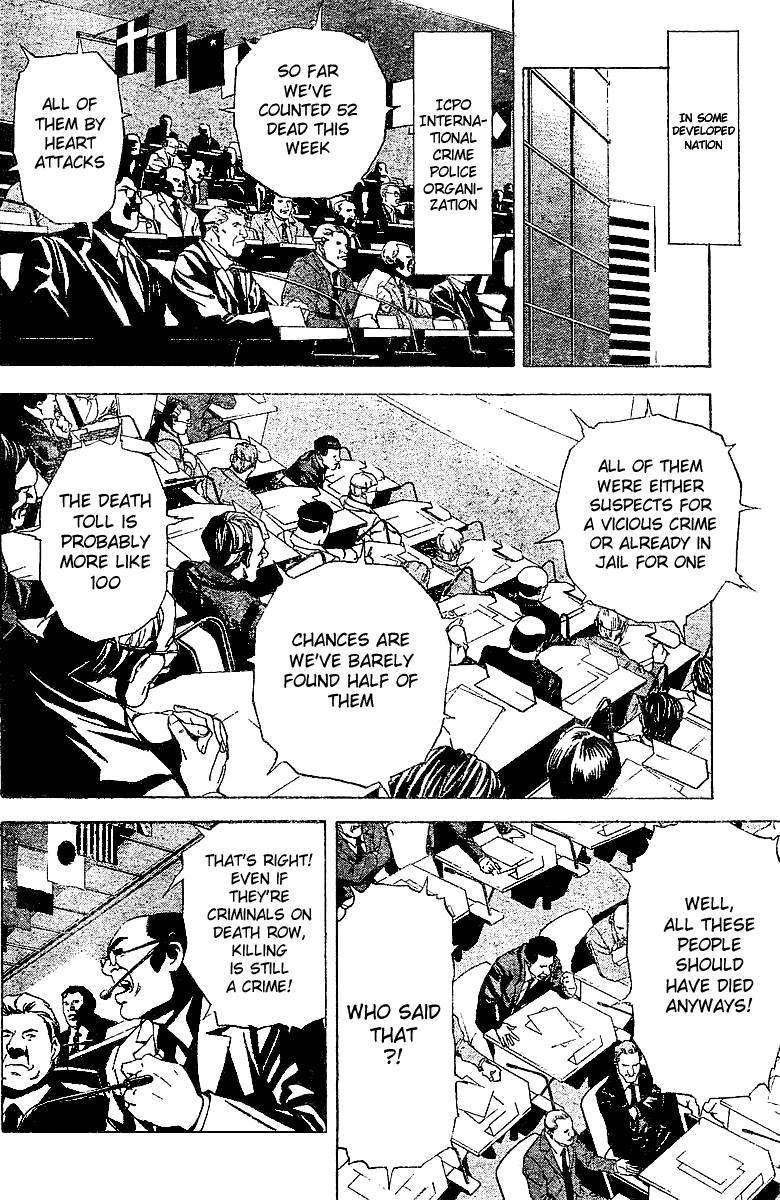 IN SOME
DEVELOPED
NATION
ICPO
INTERNA-
TIONAL
CRIME
POLICE
ORGANI-
ZATION
SO FAR
WE'VE
COUNTED 52
DEAD THIS
WEEK
ALL OF
THEM BY
HEART
ATTACKS
ALL OF THEM
WERE EITHER
SUSPECTS FOR
A VICIOUS CRIME
OR ALREADY IN
JAIL FOR ONE
CHANCES ARE
WE'VE BARELY
FOUND HALF OF
THEM
THE DEATH
TOLL IS
PROBABLY
MORE LIKE
100
WELL,
ALL THESE
PEOPLE
SHOULD
HAVE DIED
ANYWAYS!
WHO SAID
THAT
?!
THAT'S RIGHT!
EVEN IF
THEY'RE
CRIMINALS ON
DEATH ROW,
KILLING
IS STILL
A CRIME!